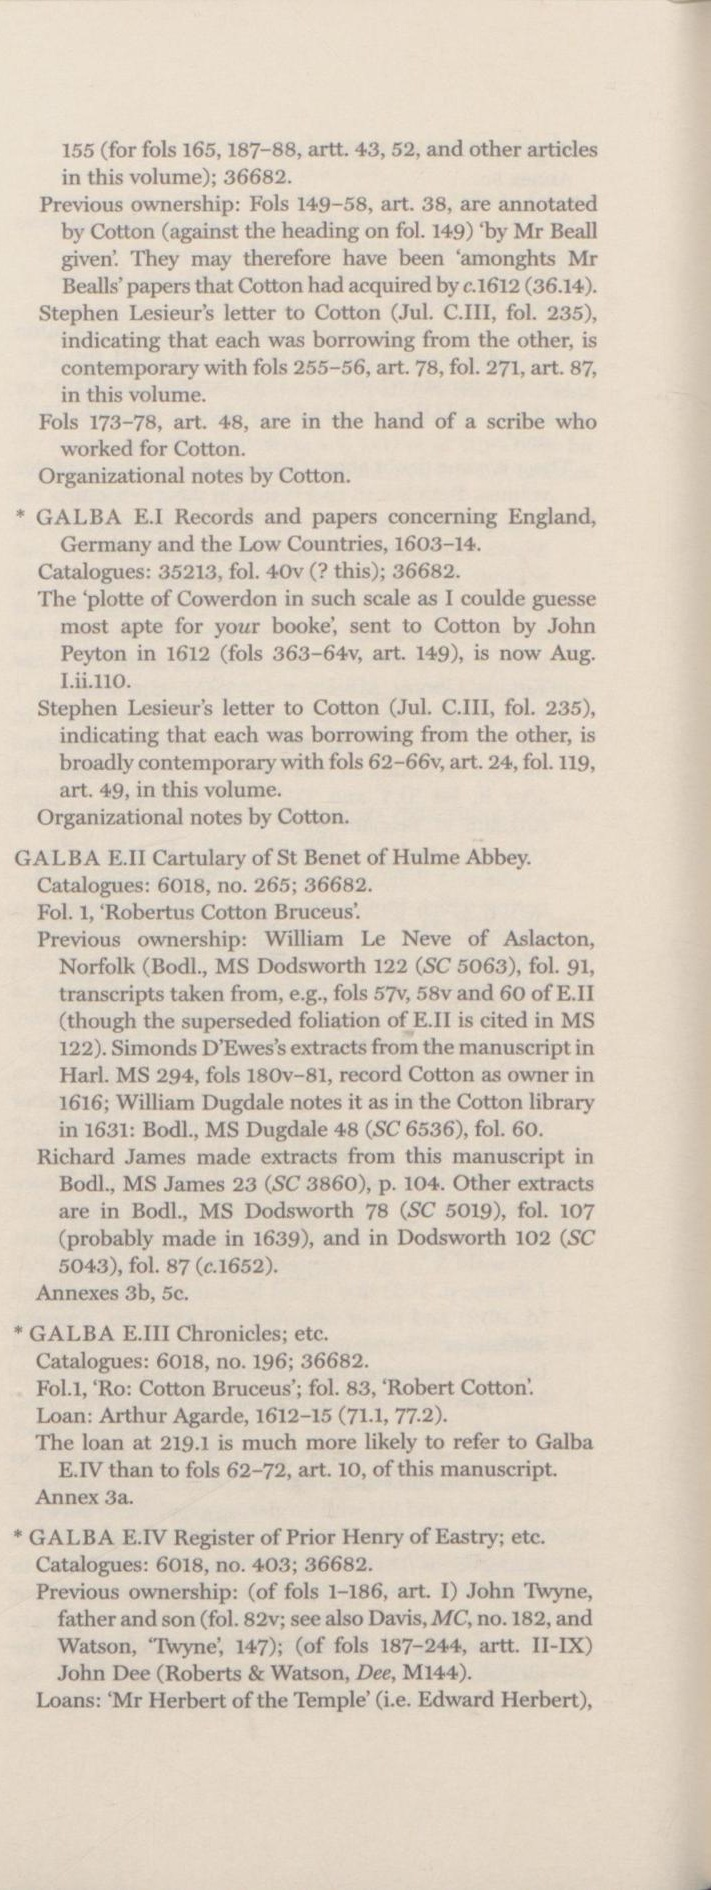 155 (for fols 165, 187–88, artt. 43, 52, and other articles
in this volume); 36682.
Previous ownership: Fols 149–58, art. 38, are annotated
by Cotton (against the heading on fol. 149) ‘by Mr Beall
given’. They may therefore have been ‘amonghts Mr
Bealls’ papers that Cotton had acquired by c.1612 (36.14).
Stephen Lesieur’s letter to Cotton (Jul. C.III, fol. 235),
indicating that each was borrowing from the other, is
contemporary with fols 255–56, art. 78, fol. 271, art. 87,
in this volume.
Fols 173–78, art. 48, are in the hand of a scribe who
worked for Cotton.
Organizational notes by Cotton.
* GALBA E.I Records and papers concerning England,
Germany and the Low Countries, 1603–14.
Catalogues: 35213, fol. 40v (? this); 36682.
The ‘plotte of Cowerdon in such scale as I coulde guesse
most apte for your booke’, sent to Cotton by John
Peyton in 1612 (fols 363–64v, art. 149), is now Aug.
I.ii.110.
Stephen Lesieur’s letter to Cotton (Jul. C.III, fol. 235),
indicating that each was borrowing from the other, is
broadly contemporary with fols 62–66v, art. 24, fol. 119,
art. 49, in this volume.
Organizational notes by Cotton.
GALBA E.II Cartulary of St Benet of Hulme Abbey.
Catalogues: 6018, no. 265; 36682.
Fol. 1, ‘Robertus Cotton Bruceus’.
Previous ownership: William Le Neve of Aslacton,
Norfolk (Bodl., MS Dodsworth 122 (SC 5063), fol. 91,
transcripts taken from, e.g., fols 57v, 58v and 60 of E.II
(though the superseded foliation of E.II is cited in MS
122). Simonds D’Ewes’s extracts from the manuscript in
Harl. MS 294, fols 180v–81, record Cotton as owner in
1616; William Dugdale notes it as in the Cotton library
in 1631: Bodl., MS Dugdale 48 (SC 6536), fol. 60.
Richard James made extracts from this manuscript in
Bodl., MS James 23 (SC 3860), p. 104. Other extracts
are in Bodl., MS Dodsworth 78 (SC 5019), fol. 107
(probably made in 1639), and in Dodsworth 102 (SC
5043), fol. 87 (c.1652).
Annexes 3b, 5c.
* GALBA E.III Chronicles; etc.
Catalogues: 6018, no. 196; 36682.
Fol.1, ‘Ro: Cotton Bruceus’; fol. 83, ‘Robert Cotton’.
Loan: Arthur Agarde, 1612–15 (71.1, 77.2).
The loan at 219.1 is much more likely to refer to Galba
E.IV than to fols 62–72, art. 10, of this manuscript.
Annex 3a.
* GALBA E.IV Register of Prior Henry of Eastry; etc.
Catalogues: 6018, no. 403; 36682.
Previous ownership: (of fols 1–186, art. I) John Twyne,
father and son (fol. 82v; see also Davis, MC, no. 182, and
Watson, ‘Twyne’, 147); (of fols 187–244, artt. II-IX)
John Dee (Roberts & Watson, Dee, M144).
Loans: ‘Mr Herbert of the Temple’ (i.e. Edward Herbert),